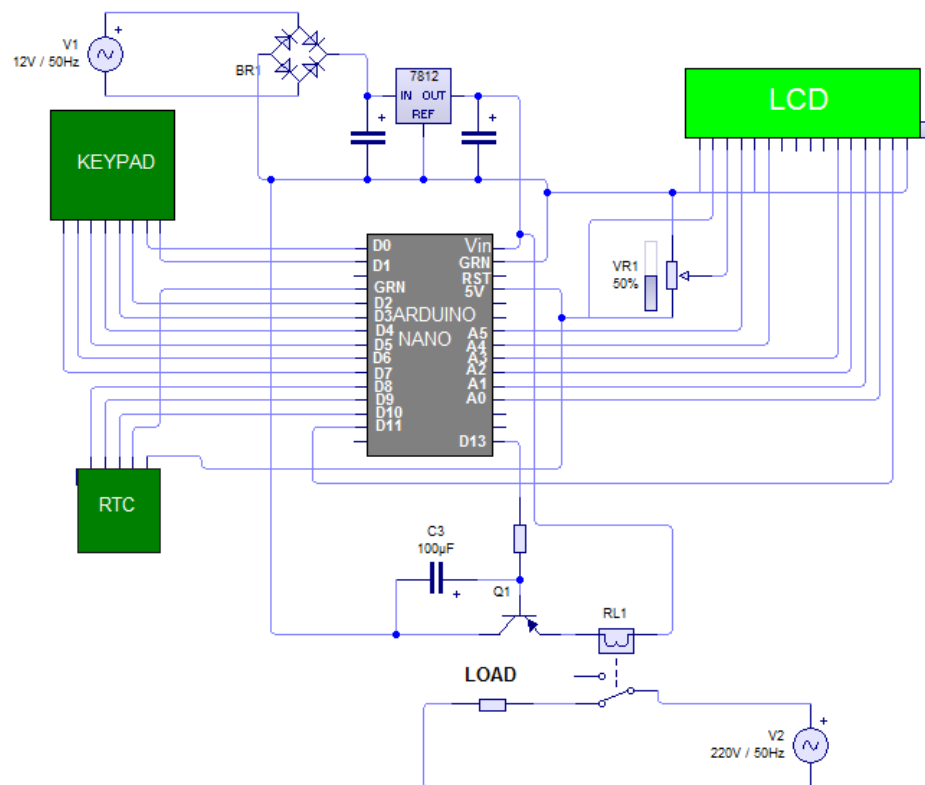 V1
12V / 50Hz
BR1
7812
IN OUT
REF
LCD
KEYPAD
D0
D1
GRN
D2
D3
D4
D5
D6
D7
D8
D9
D10
D11
ARDUINO
NANO
Vin
GRN
RST
5V
A5
A4
A3
A2
A1
A0
D13
VR1
50%
RTC
C3
100µF
Q1
RL1
LOAD
V2
220V / 50Hz